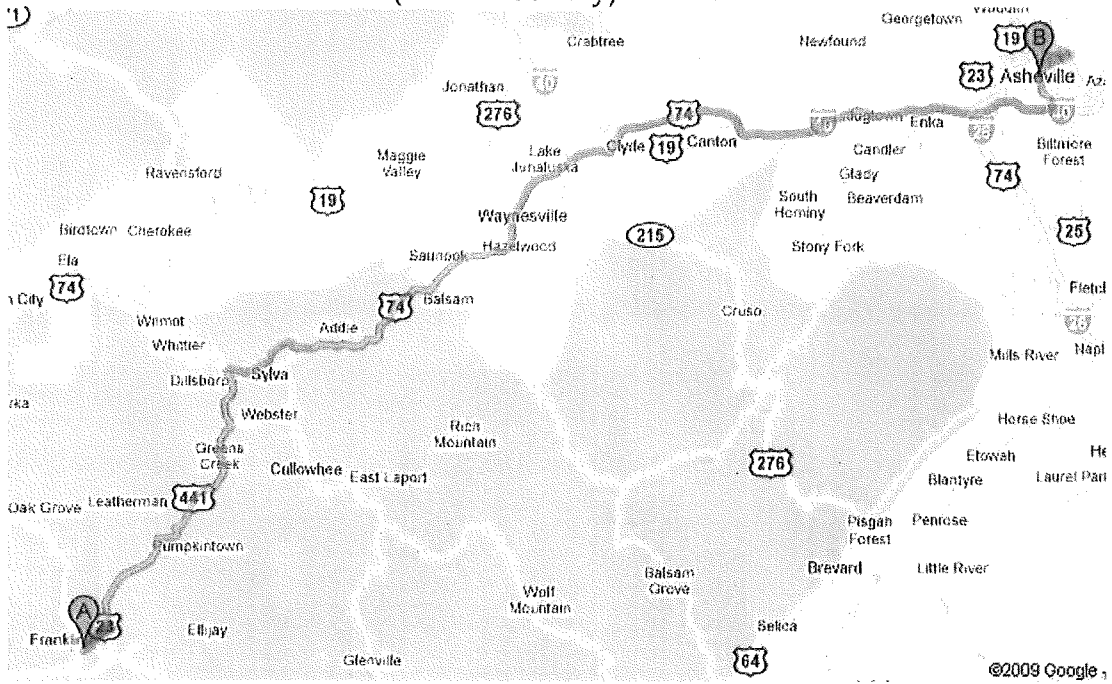 Georgetown
Crabtree
Newfound
19
B
23
Asheville
Jonathan
276
74
Clyde
19
Canton
Enka
Candler
Biltmore
Forest
Lake
Junaluska
Maggie
Valley
Ravensford
Glady
74
19
South
Hominy
Beaverdam
Waynesville
215
25
Birdtown
Cherokee
Saunook
Hazelwood
Stony Fork
Ela
74
Balsam
74
Cruso
Wilmot
Addie
Whittier
Mills River
Dillsboro
Sylva
Webster
Rich
Mountain
Horse Shoe
Greens
Creek
Cullowhee
East Laport
276
Etowah
Blantyre
Oak Grove
Leatherman
441
Pisgah
Forest
Penrose
Pumpkintown
Balsam
Grove
Brevard
Little River
Wolf
Mountain
A
23
Ellijay
Selica
Glenville
64
©2009 Google